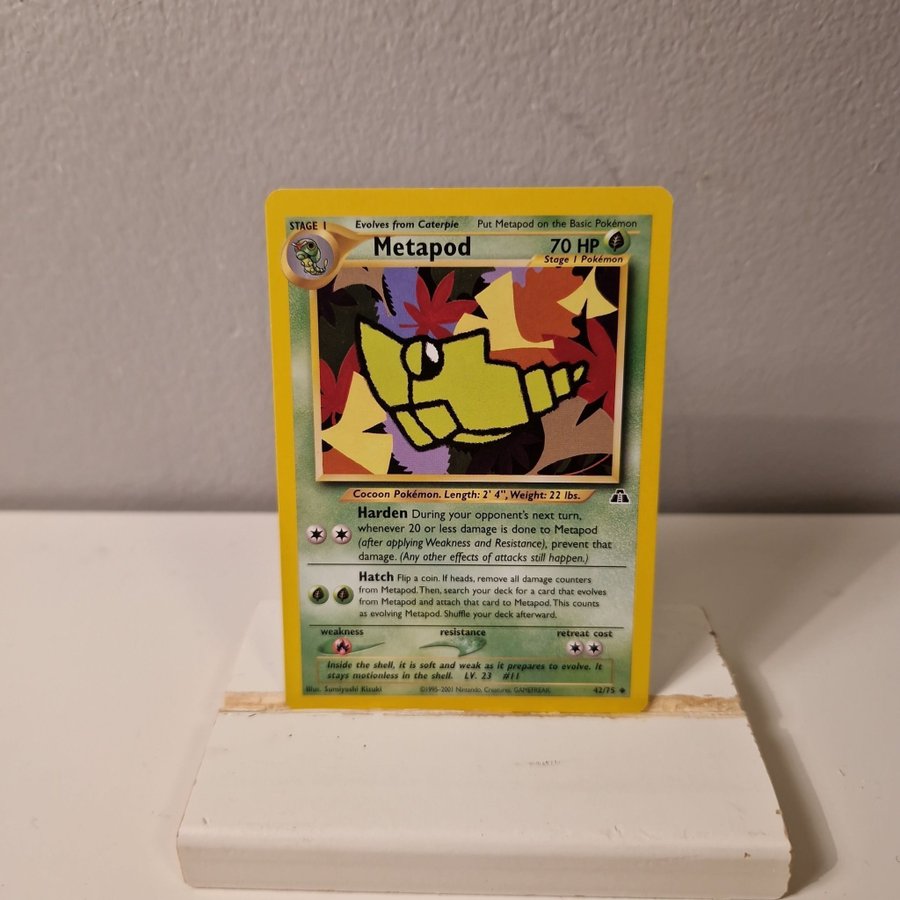 STAGE 1 Evolves from Caterpie Put Metapod on the Basic Pokémon
Metapod 70 HP
Stage 1 Pokémon
Cocoon Pokémon. Length: 2' 4", Weight: 22 lbs.
Harden During your opponent's next turn,
whenever 20 or less damage is done to Metapod
(after applying Weakness and Resistance), prevent that
damage. (Any other effects of attacks still happen.)
Hatch Flip a coin. If heads, remove all damage counters
from Metapod. Then, search your deck for a card that evolves
from Metapod and attach that card to Metapod. This counts
as evolving Metapod. Shuffle your deck afterward.
weakness resistance retreat cost
Inside the shell, it is soft and weak as it prepares to evolve. It
stays motionless in the shell. LV. 23 #11
Illus. Sumiyoshi Kizuki ©1995-2001 Nintendo, Creatures, GAMEFREAK. 42/75